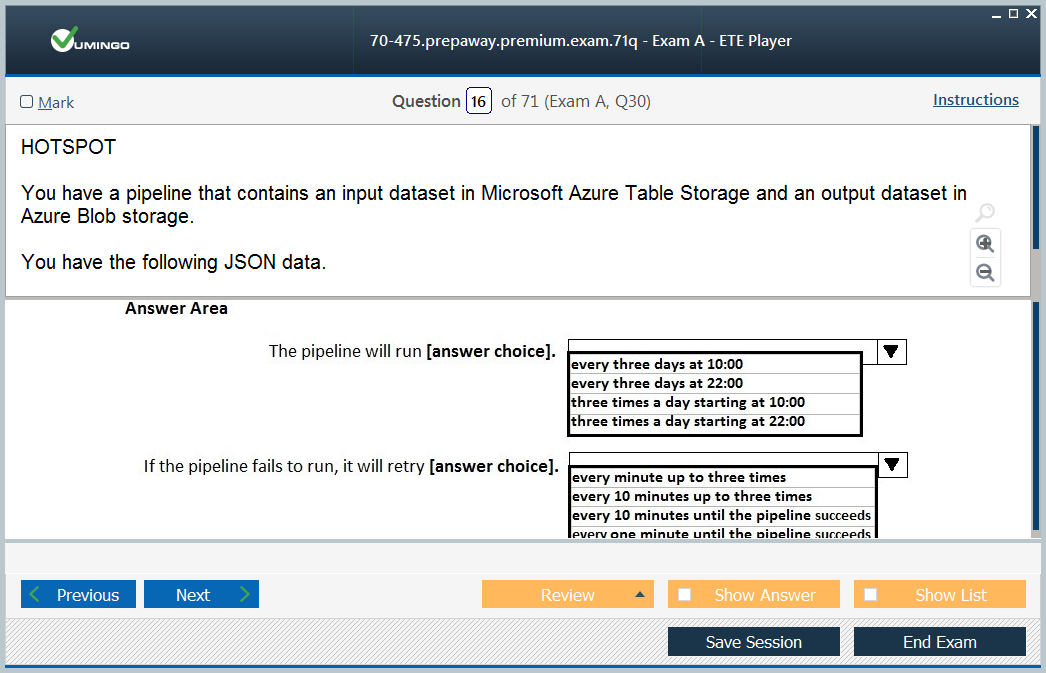 VUMINGO
70-475.prepaway.premium.exam.71q - Exam A - ETE Player
Mark
Question 16 of 71 (Exam A, Q30)
Instructions
HOTSPOT
You have a pipeline that contains an input dataset in Microsoft Azure Table Storage and an output dataset in
Azure Blob storage.
You have the following JSON data.
Answer Area
The pipeline will run [answer choice].
every three days at 10:00
every three days at 22:00
three times a day starting at 10:00
three times a day starting at 22:00
If the pipeline fails to run, it will retry [answer choice].
every minute up to three times
every 10 minutes up to three times
every 10 minutes until the pipeline succeeds
every one minute until the pipeline succeeds
Previous
Next
Review
Show Answer
Show List
Save Session
End Exam